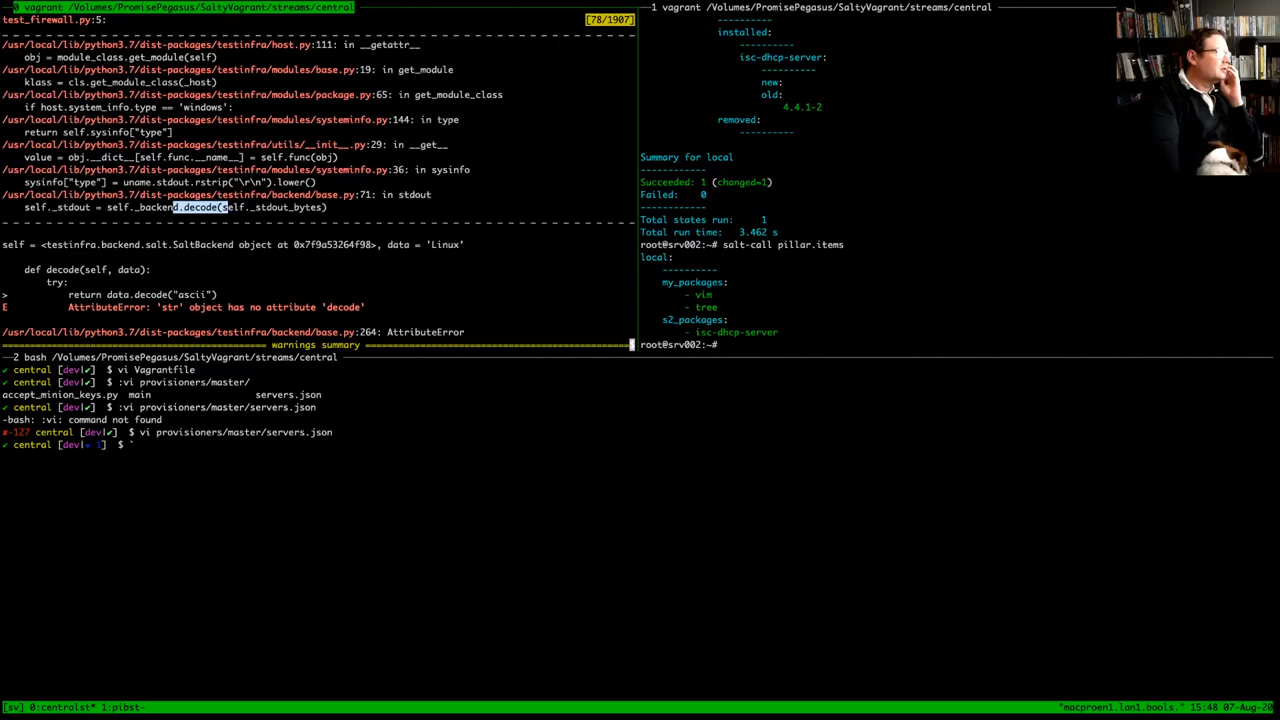 0 vagrant /Volumes/PromisePegasus/SaltyVagrant/streams/central
test_firewall.py:5: [78/1907]
/usr/local/lib/python3.7/dist-packages/testinfra/host.py:111: in __getattr__
obj = module_class.get_module(self)
/usr/local/lib/python3.7/dist-packages/testinfra/modules/base.py:19: in get_module
klass = cls.get_module_class(_host)
/usr/local/lib/python3.7/dist-packages/testinfra/modules/package.py:65: in get_module_class
if host.system_info.type == 'windows':
/usr/local/lib/python3.7/dist-packages/testinfra/modules/systeminfo.py:144: in type
return self.sysinfo["type"]
/usr/local/lib/python3.7/dist-packages/testinfra/utils/__init__.py:29: in __get__
value = obj.__dict__[self.func.__name__] = self.func(obj)
/usr/local/lib/python3.7/dist-packages/testinfra/modules/systeminfo.py:36: in sysinfo
sysinfo["type"] = uname.stdout.rstrip("\r\n").lower()
/usr/local/lib/python3.7/dist-packages/testinfra/backend/base.py:71: in stdout
self._stdout = self._backend.decode(self._stdout_bytes)
self = <testinfra.backend.salt.SaltBackend object at 0x7f9a53264f98>, data = 'Linux'
def decode(self, data):
try:
> return data.decode("ascii")
E AttributeError: 'str' object has no attribute 'decode'
/usr/local/lib/python3.7/dist-packages/testinfra/backend/base.py:264: AttributeError
============ warnings summary ============
1 vagrant /Volumes/PromisePegasus/SaltyVagrant/streams/central
----------
installed:
----------
isc-dhcp-server:
----------
new:
old:
4.4.1-2
removed:
----------
Summary for local
------------
Succeeded: 1 (changed=1)
Failed: 0
------------
Total states run: 1
Total run time: 3.462 s
root@srv002:~# salt-call pillar.items
local:
----------
my_packages:
- vim
- tree
s2_packages:
- isc-dhcp-server
root@srv002:~#
2 bash /Volumes/PromisePegasus/SaltyVagrant/streams/central
✔ central [dev|✔] $ vi Vagrantfile
✔ central [dev|✔] $ :vi provisioners/master/
accept_minion_keys.py main servers.json
✔ central [dev|✔] $ :vi provisioners/master/servers.json
-bash: :vi: command not found
✘-127 central [dev|✔] $ vi provisioners/master/servers.json
✔ central [dev|✚ 1] $ `
[sv] 0:centralst* 1:pibst- "macproen1.lan1.bools." 15:48 07-Aug-20